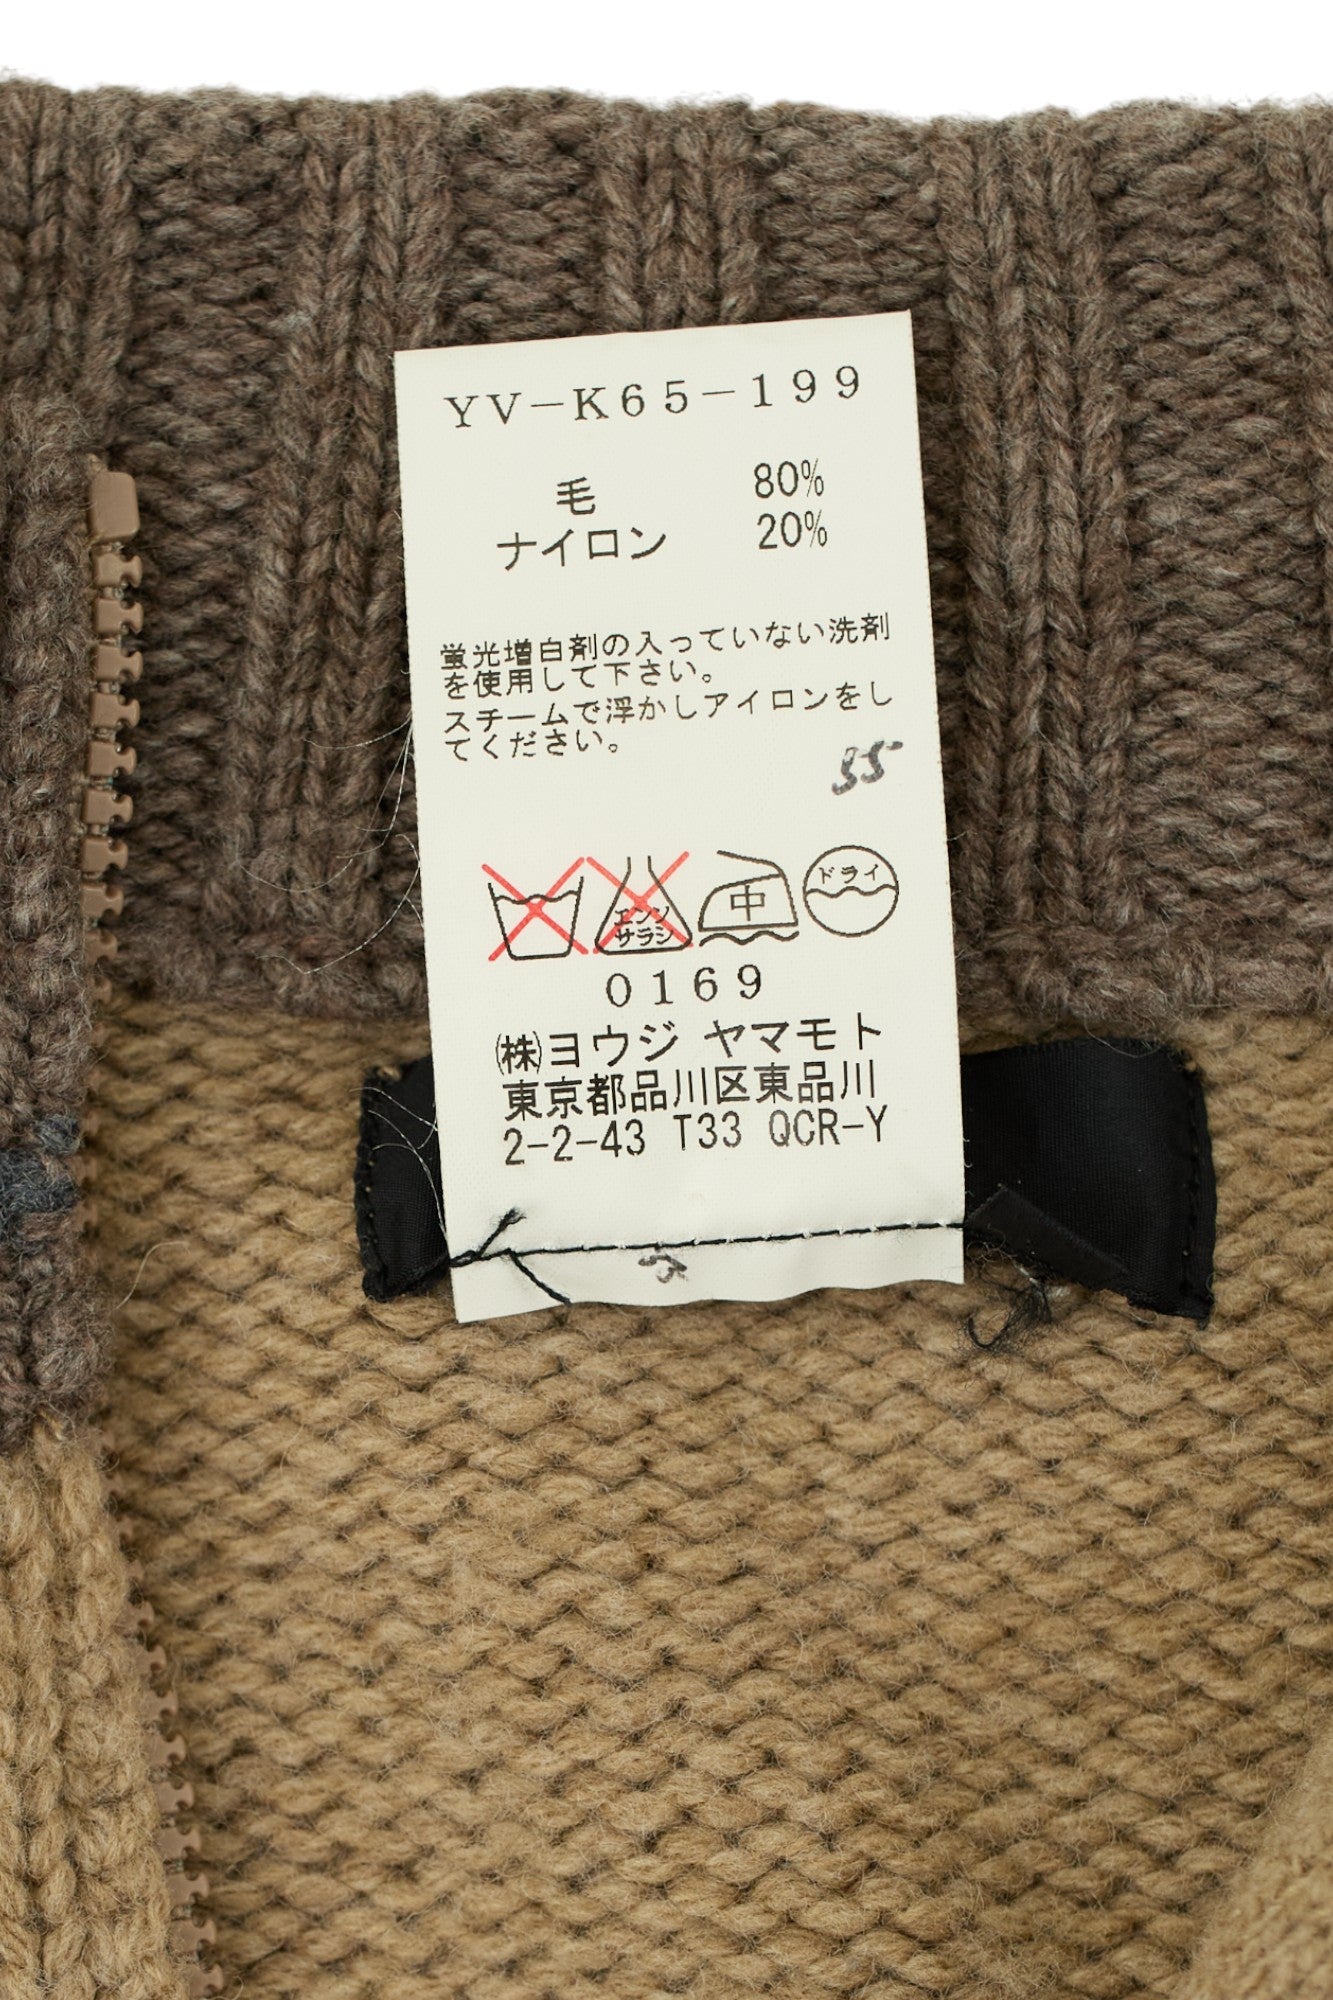 YV-K65-199
毛 80%
ナイロン 20%
蛍光増白剤の入っていない洗剤
を使用して下さい。
スチームで浮かしアイロンをし
てください。
35
エンソ
サラシ
中
ドライ
0169
㈱ヨウジ ヤマモト
東京都品川区東品川
2-2-43 T33 QCR-Y